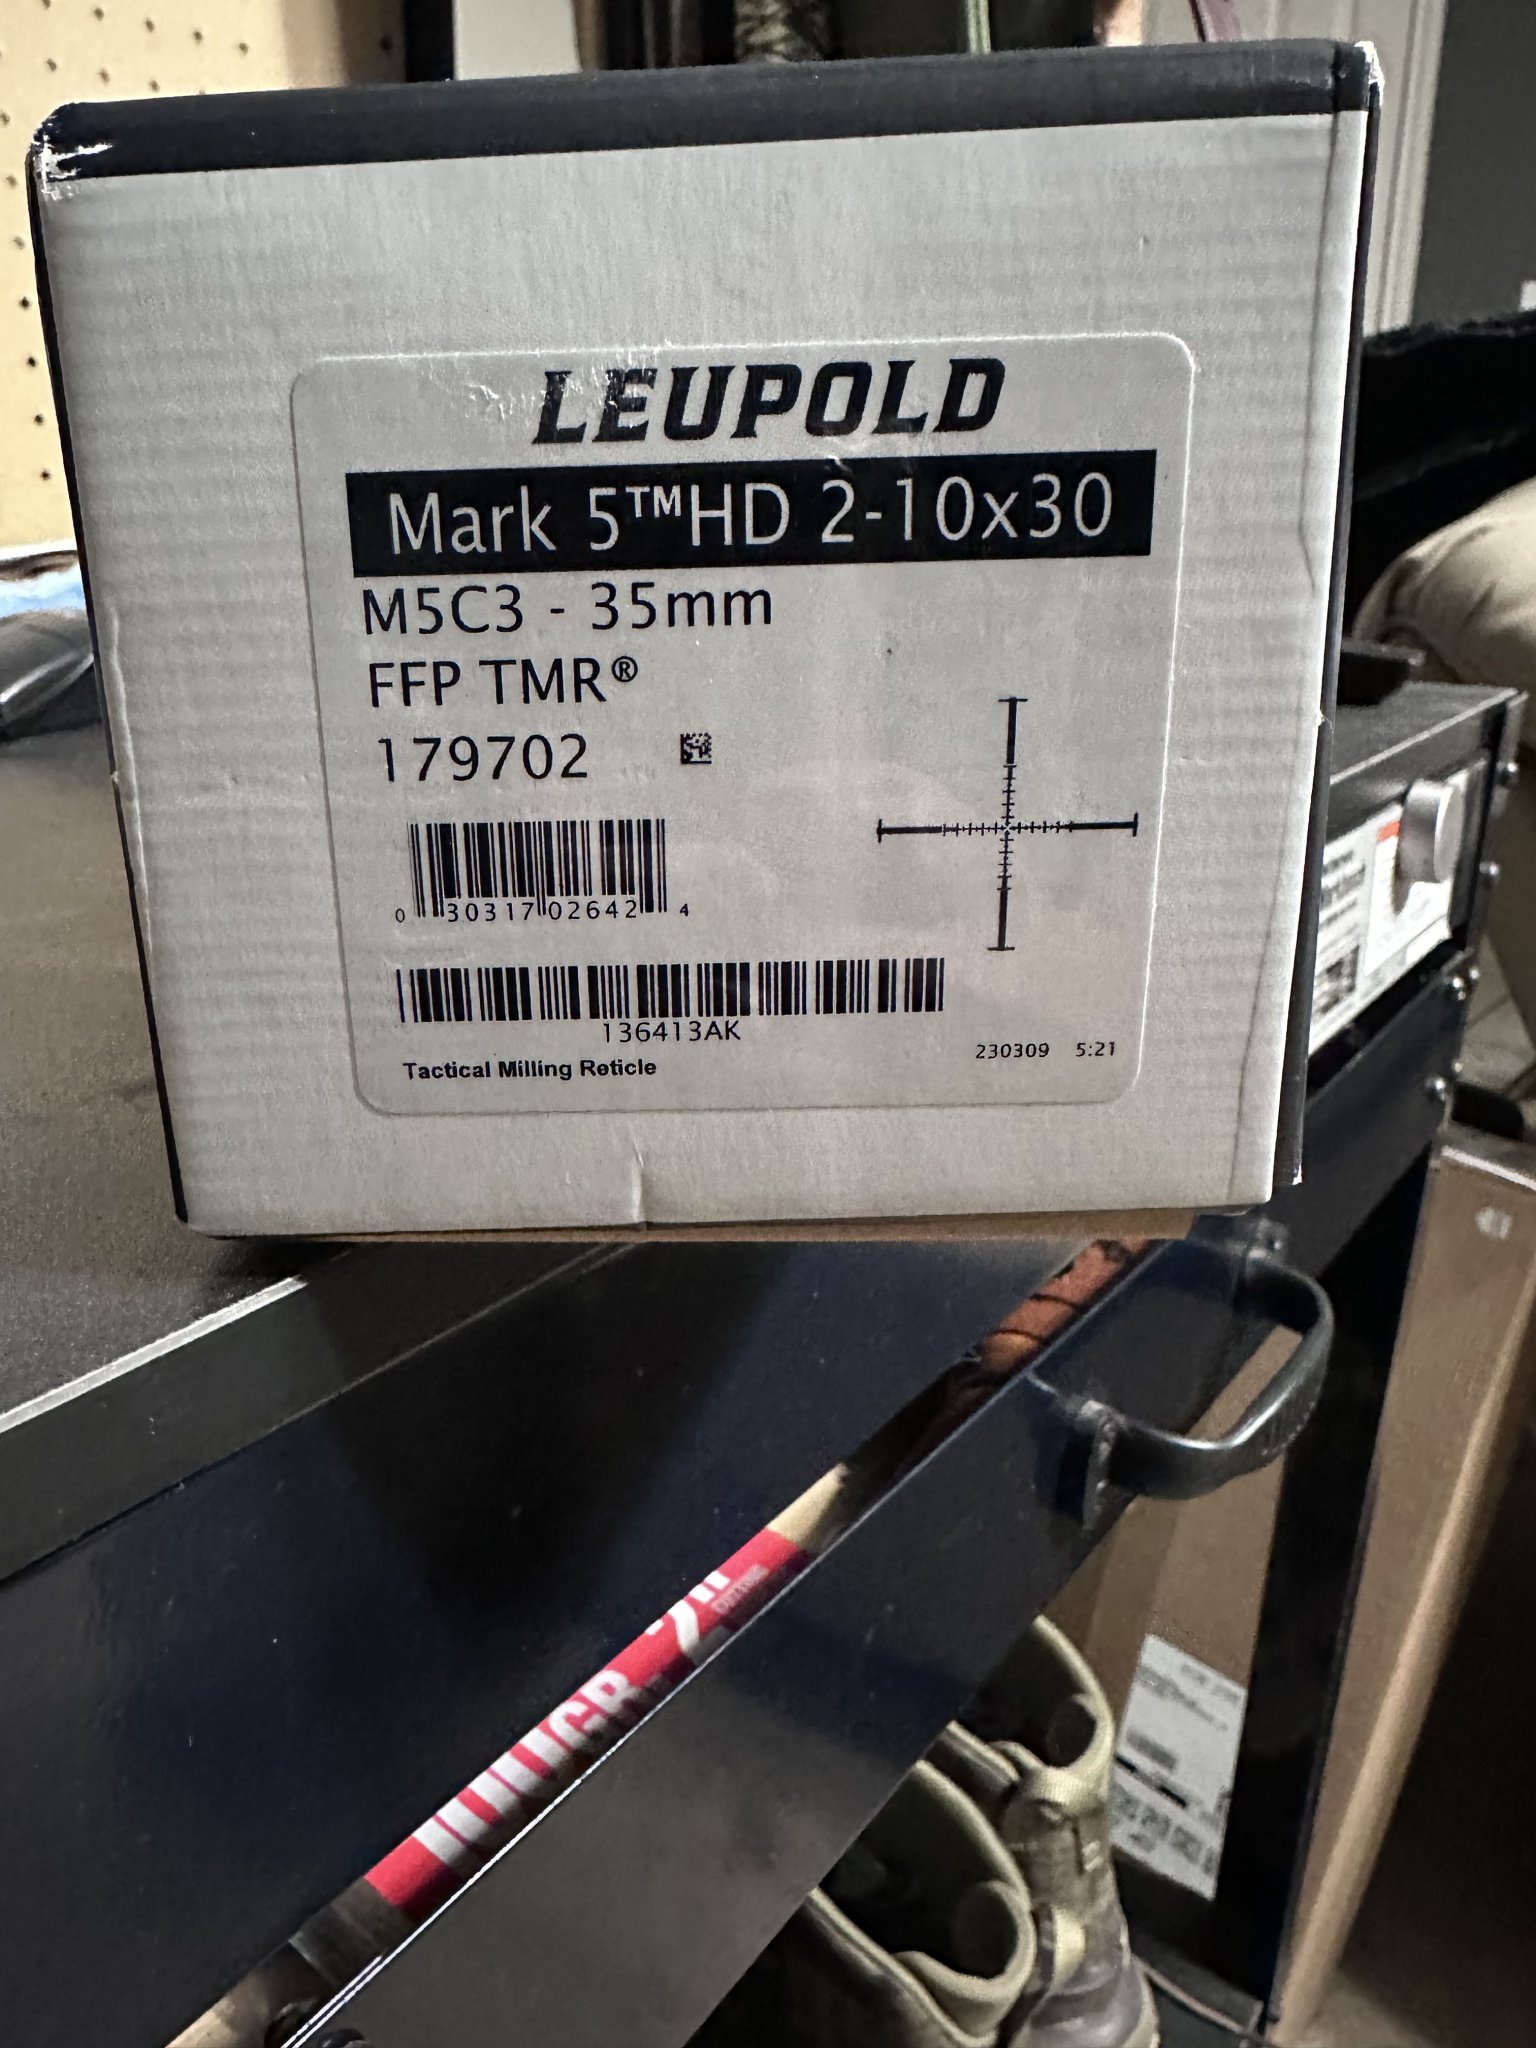 LEUPOLD
Mark 5™HD 2-10x30
M5C3 - 35mm
FFP TMR®
179702
0 30317 02642 4
136413AK
230309 5:21
Tactical Milling Reticle
2"